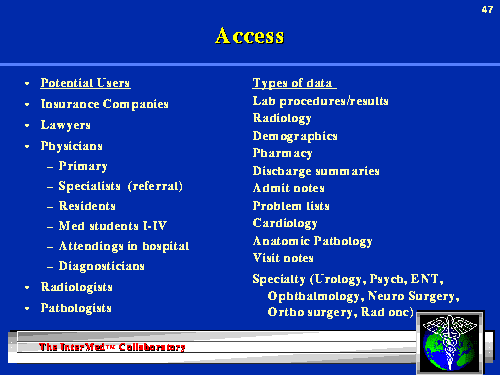 47
Access
• Potential Users
• Insurance Companies
• Lawyers
• Physicians
– Primary
– Specialists (referral)
– Residents
– Med students I-IV
– Attendings in hospital
– Diagnosticians
• Radiologists
• Pathologists
Types of data
Lab procedures/results
Radiology
Demographics
Pharmacy
Discharge summaries
Admit notes
Problem lists
Cardiology
Anatomic Pathology
Visit notes
Specialty (Urology, Psych, ENT,
Ophthalmology, Neuro Surgery,
Ortho surgery, Rad onc)
The InterMed™ Collaboratory